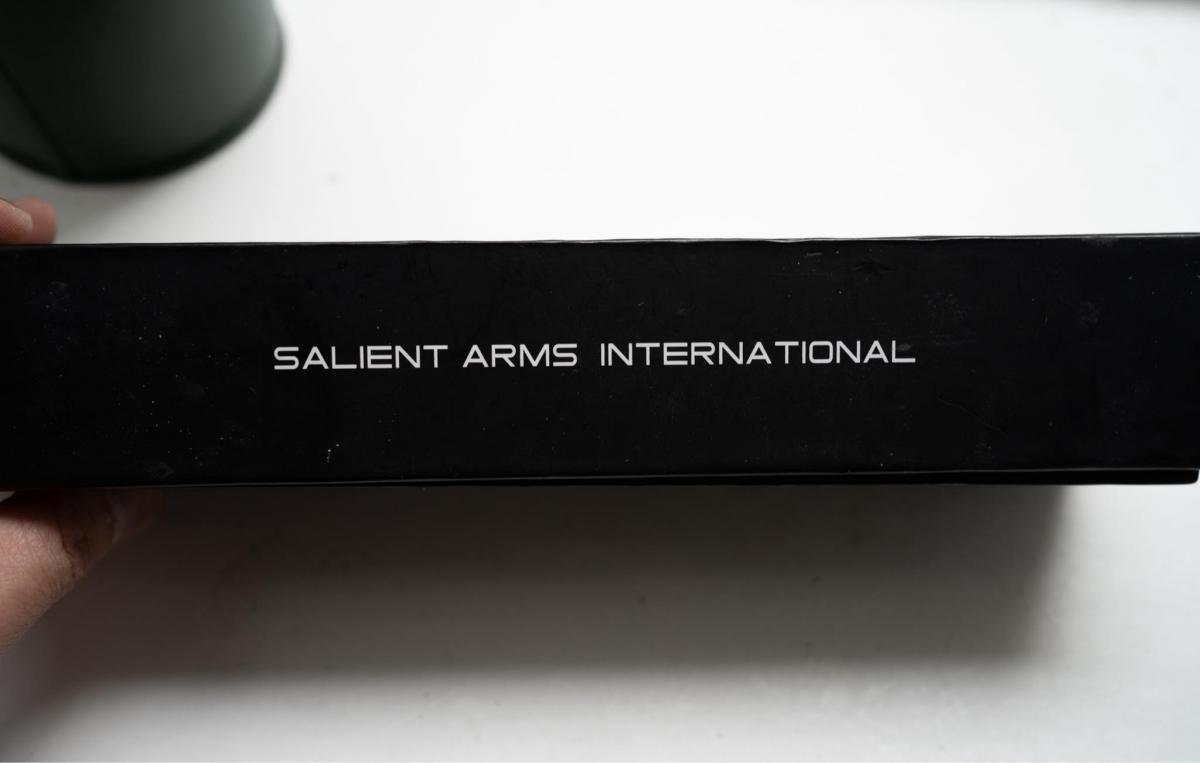 SALIENT ARMS INTERNATIONAL